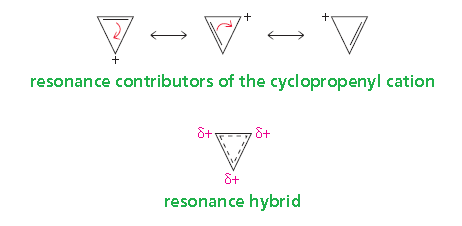 + +
+
resonance contributors of the cyclopropenyl cation
δ+ δ+
δ+
resonance hybrid